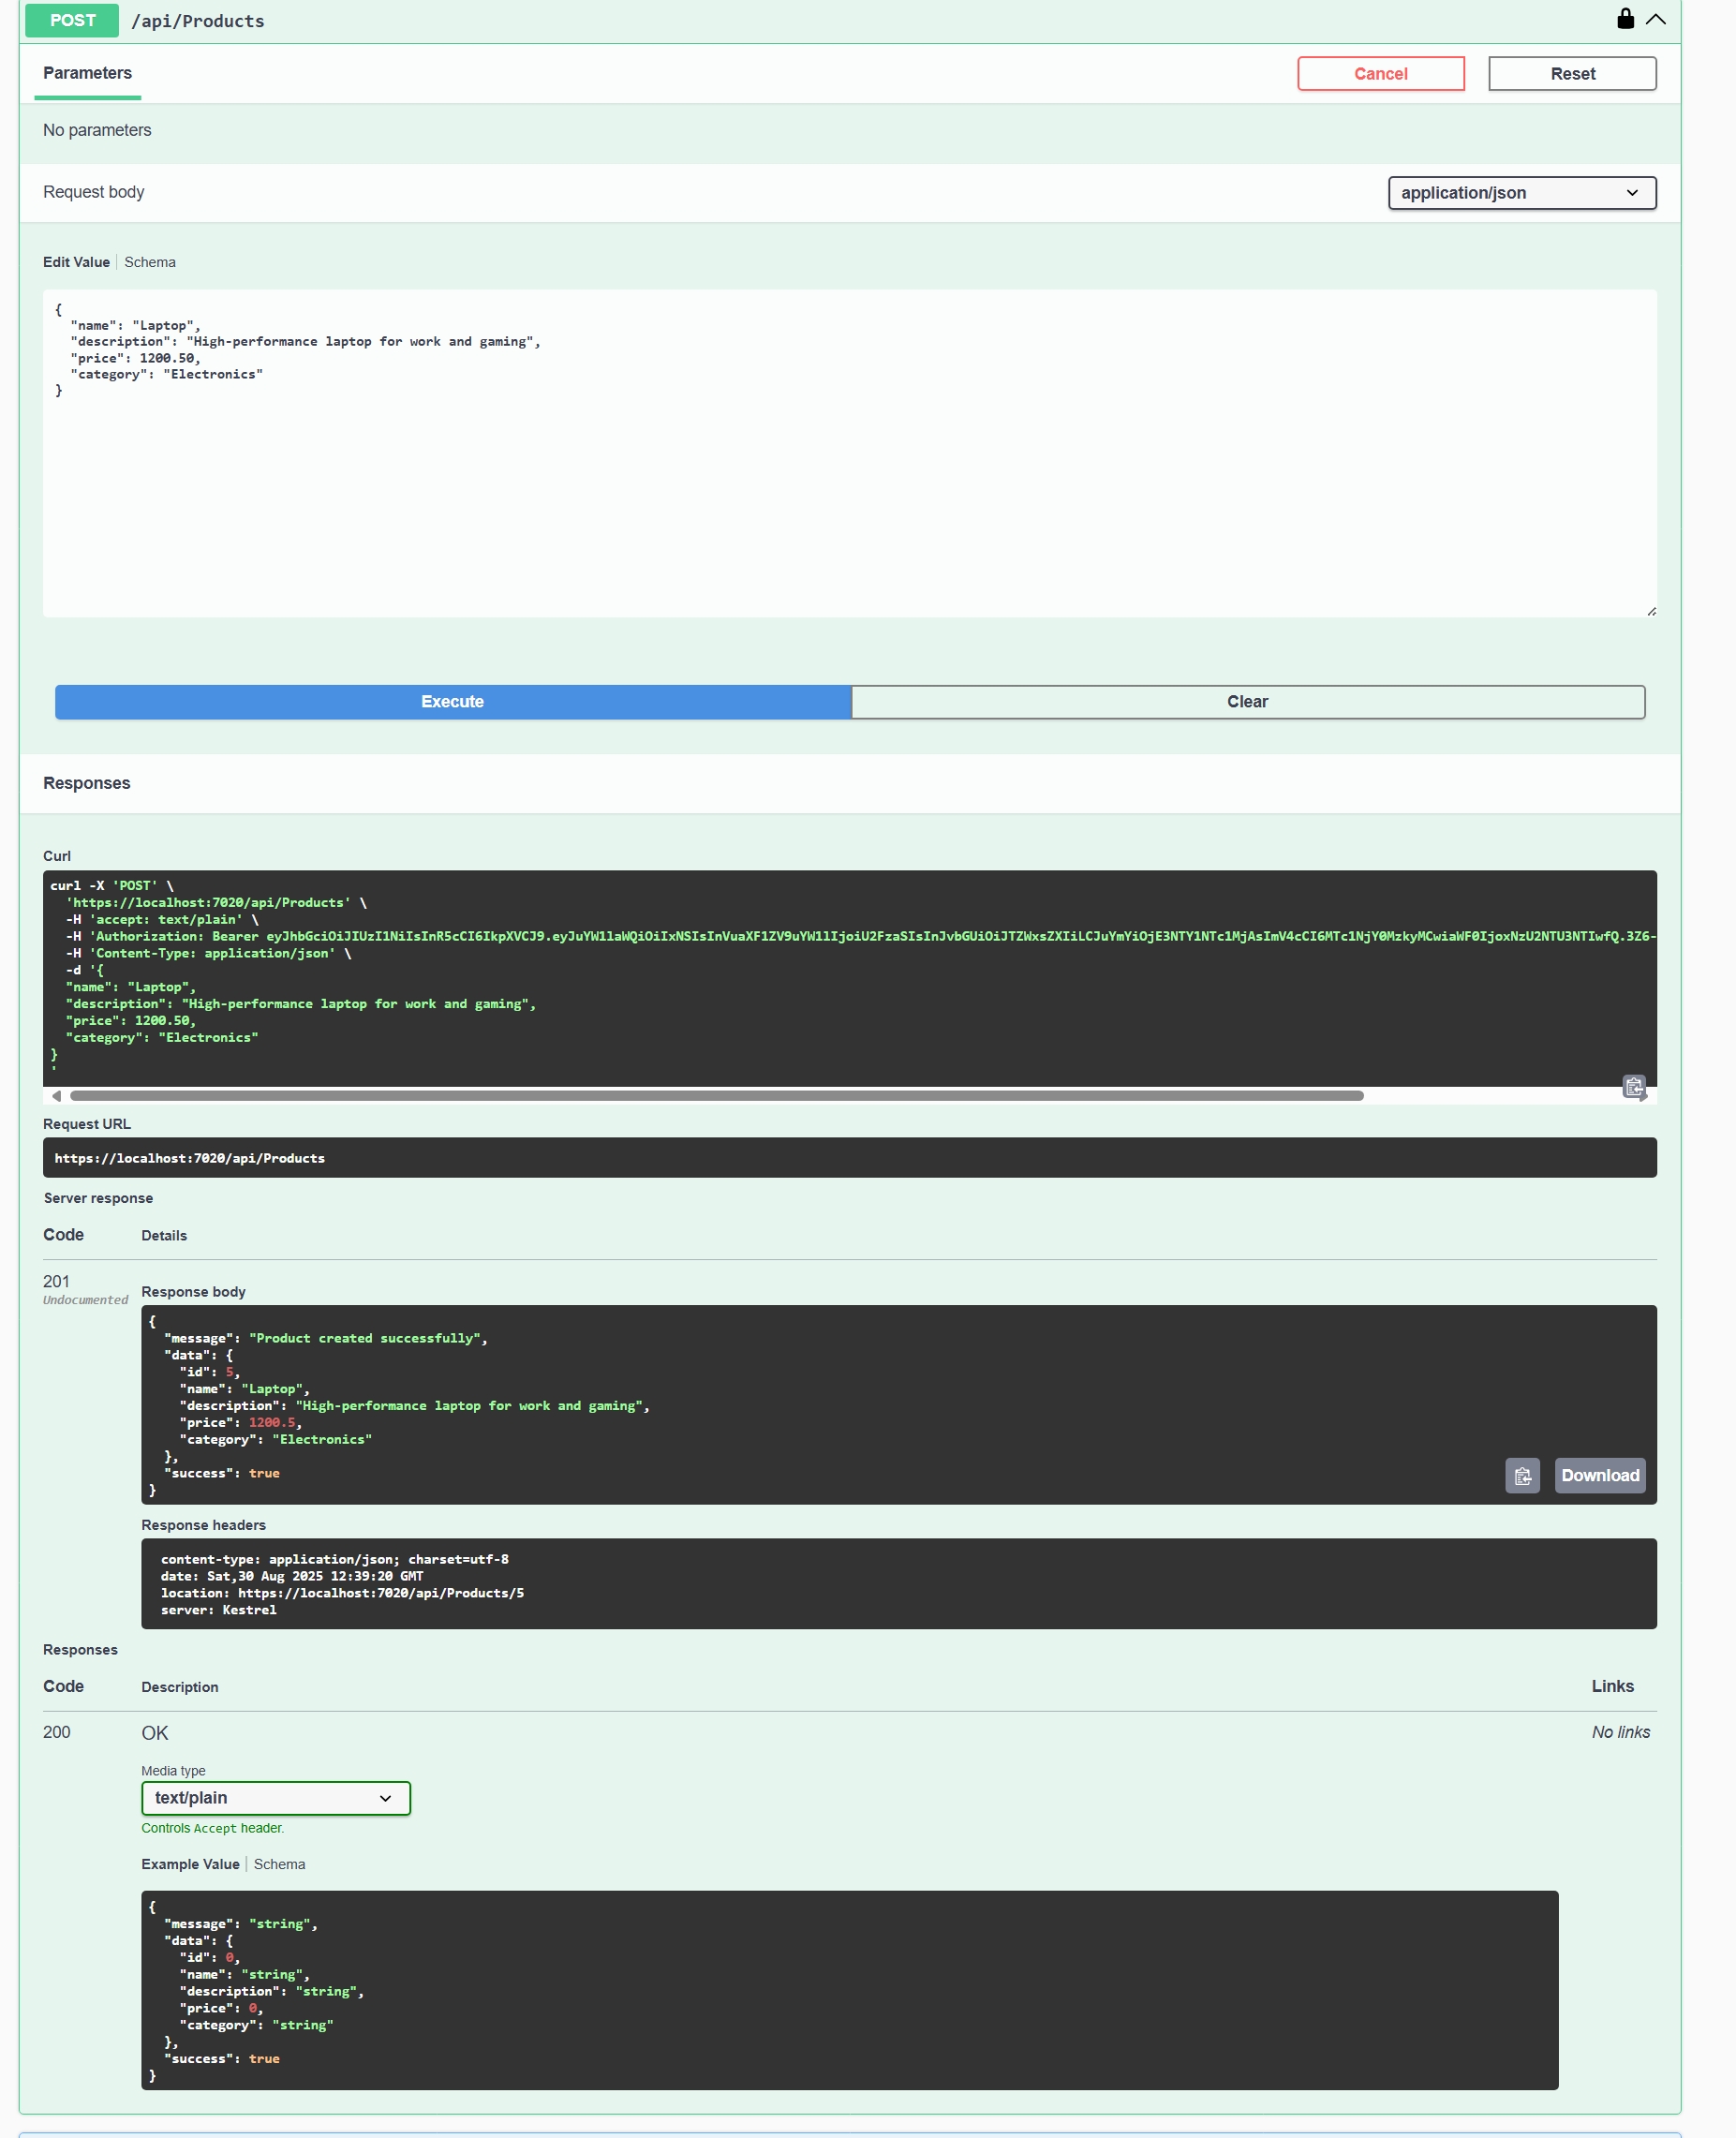 POST /api/Products
Parameters
Cancel
Reset
No parameters
Request body
application/json
Edit Value | Schema
{
  "name": "Laptop",
  "description": "High-performance laptop for work and gaming",
  "price": 1200.50,
  "category": "Electronics"
}
Execute
Clear
Responses
Curl
curl -X 'POST' \
  'https://localhost:7020/api/Products' \
  -H 'accept: text/plain' \
  -H 'Authorization: Bearer
  -H 'Content-Type: application/json' \
  -d '{
  "name": "Laptop",
  "description": "High-performance laptop for work and gaming",
  "price": 1200.50,
  "category": "Electronics"
}
'
Request URL
https://localhost:7020/api/Products
Server response
Code Details
201
Undocumented
Response body
{
  "message": "Product created successfully",
  "data": {
    "id": 5,
    "name": "Laptop",
    "description": "High-performance laptop for work and gaming",
    "price": 1200.5,
    "category": "Electronics"
  },
  "success": true
}
Download
Response headers
content-type: application/json; charset=utf-8
date: Sat,30 Aug 2025 12:39:20 GMT
location: https://localhost:7020/api/Products/5
server: Kestrel
Responses
Code Description Links
200 OK No links
Media type
text/plain
Controls Accept header.
Example Value | Schema
{
  "message": "string",
  "data": {
    "id": 0,
    "name": "string",
    "description": "string",
    "price": 0,
    "category": "string"
  },
  "success": true
}